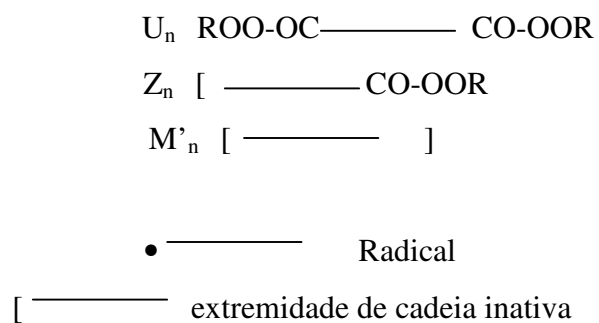 Uₙ ROO-OC———CO-OOR
Zₙ [ ———CO-OOR
M'ₙ [ ——— ]
• ——— Radical
[ ——— extremidade de cadeia inativa